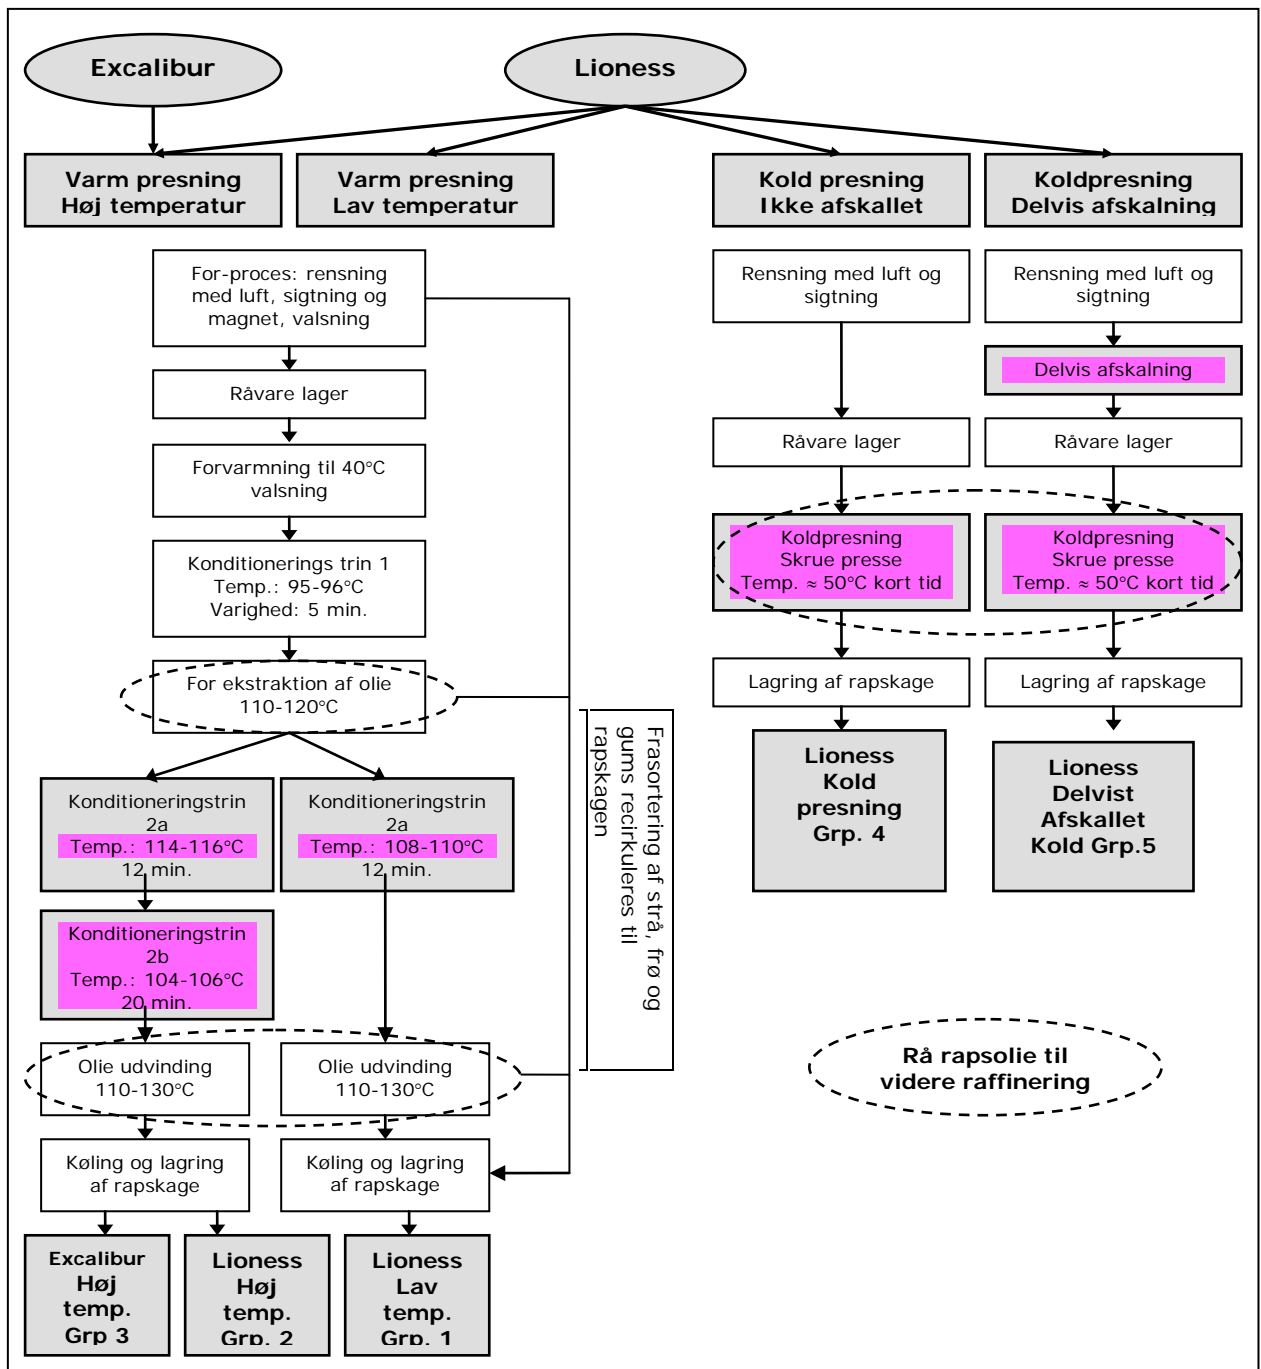 Excalibur
Lioness
Varm presning
Høj temperatur
Varm presning
Lav temperatur
Kold presning
Ikke afskallet
Koldpresning
Delvis afskalning
For-proces: rensning
med luft, sigtning og
magnet, valsning
Råvare lager
Forvarmning til 40°C
valsning
Konditionerings trin 1
Temp.: 95-96°C
Varighed: 5 min.
For ekstraktion af olie
110-120°C
Konditioneringstrin
2a
Temp.: 114-116°C
12 min.
Konditioneringstrin
2a
Temp.: 108-110°C
12 min.
Konditioneringstrin
2b
Temp.: 104-106°C
20 min.
Olie udvinding
110-130°C
Olie udvinding
110-130°C
Køling og lagring
af rapskage
Køling og lagring
af rapskage
Excalibur
Høj
temp.
Grp 3
Lioness
Høj
temp.
Grp. 2
Lioness
Lav
temp.
Grp. 1
Frasortering af strå, frø og
gums recirkuleres til
rapskagen
Rensning med luft og
sigtning
Råvare lager
Koldpresning
Skrue presse
Temp. ≈ 50°C kort tid
Lagring af rapskage
Lioness
Kold
presning
Grp. 4
Rensning med luft og
sigtning
Delvis afskalning
Råvare lager
Koldpresning
Skrue presse
Temp. ≈ 50°C kort tid
Lagring af rapskage
Lioness
Delvist
Afskallet
Kold Grp.5
Rå rapsolie til
videre raffinering